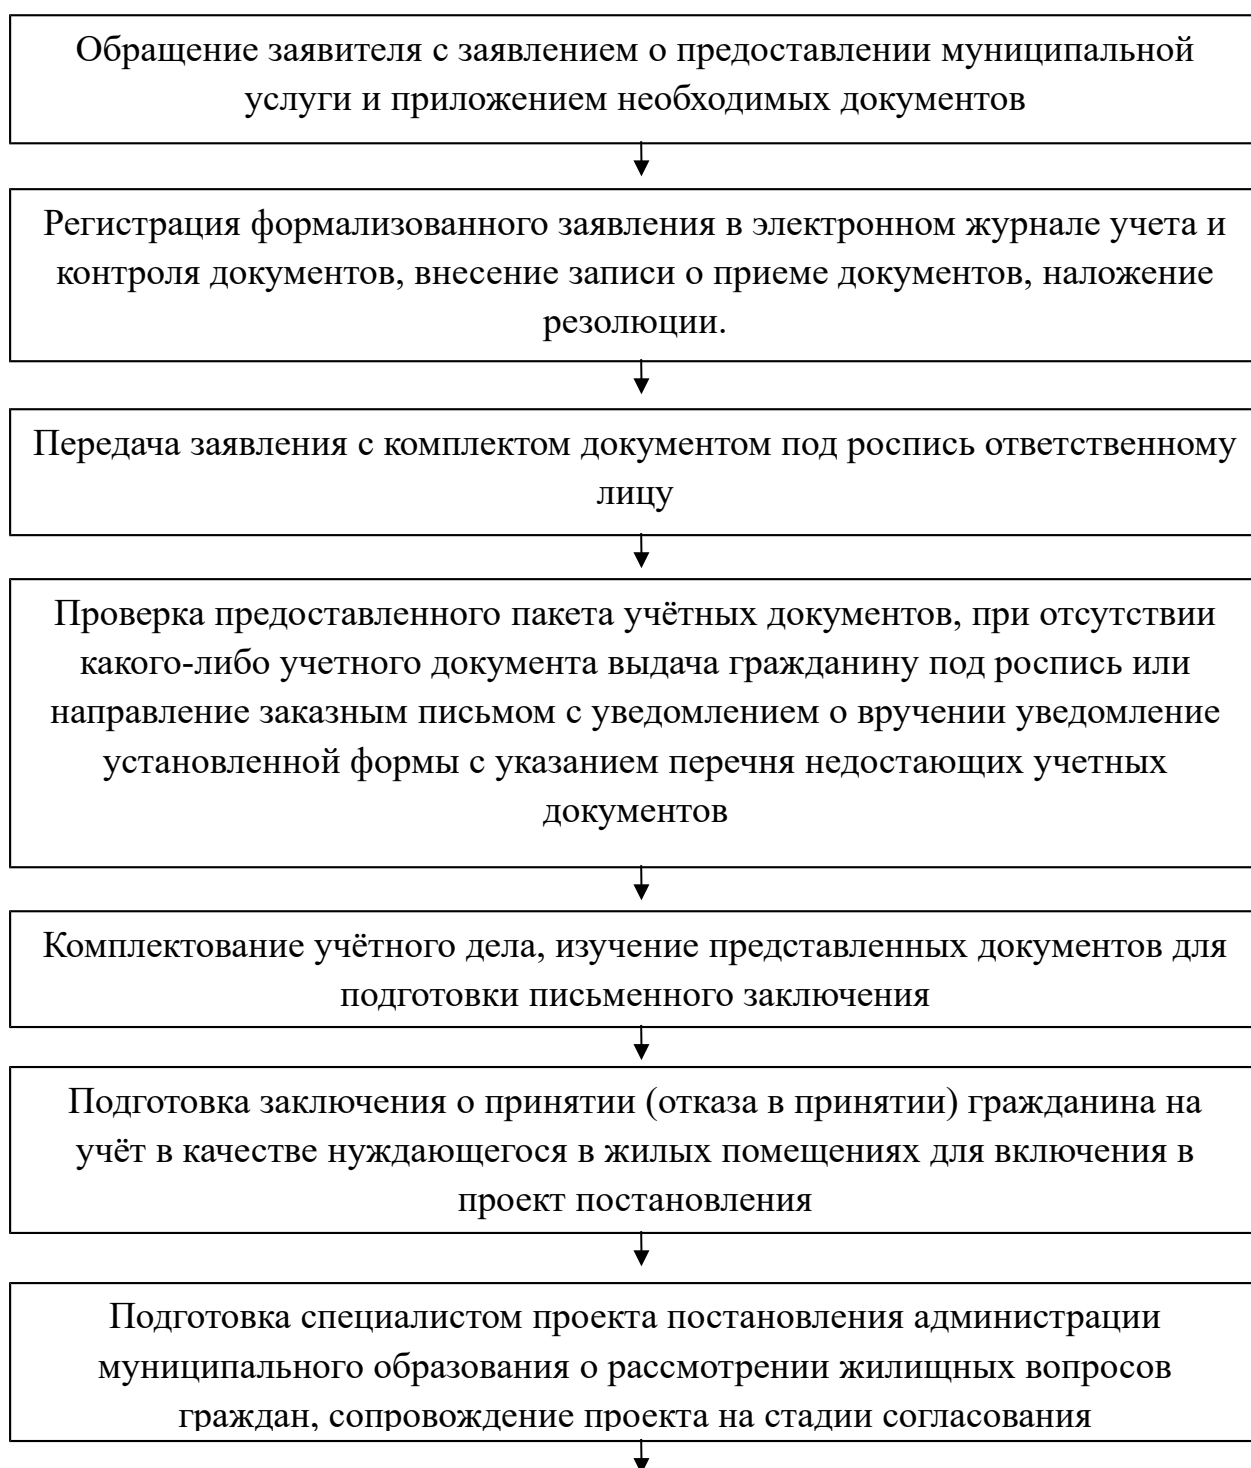 Обращение заявителя с заявлением о предоставлении муниципальной
услуги и приложением необходимых документов
Регистрация формализованного заявления в электронном журнале учета и
контроля документов, внесение записи о приеме документов, наложение
резолюции.
Передача заявления с комплектом документом под роспись ответственному
лицу
Проверка предоставленного пакета учётных документов, при отсутствии
какого-либо учетного документа выдача гражданину под роспись или
направление заказным письмом с уведомлением о вручении уведомление
установленной формы с указанием перечня недостающих учетных
документов
Комплектование учётного дела, изучение представленных документов для
подготовки письменного заключения
Подготовка заключения о принятии (отказа в принятии) гражданина на
учёт в качестве нуждающегося в жилых помещениях для включения в
проект постановления
Подготовка специалистом проекта постановления администрации
муниципального образования о рассмотрении жилищных вопросов
граждан, сопровождение проекта на стадии согласования